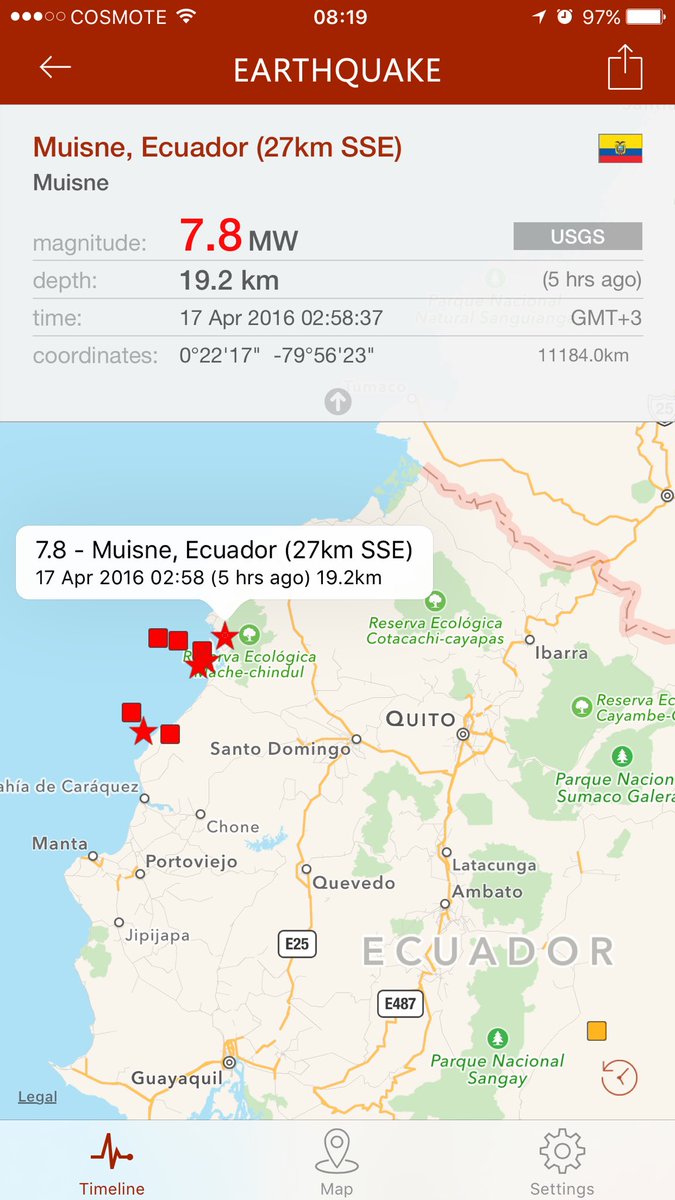 COSMOTE 08:19 97%
EARTHQUAKE
Muisne, Ecuador (27km SSE)
Muisne
magnitude: 7.8 MW USGS
depth: 19.2 km (5 hrs ago)
Parque Nacional
Natural Sanquianga
time: 17 Apr 2016 02:58:37 GMT+3
coordinates: 0°22'17" -79°56'23" 11184.0km
Tumaco
25
7.8 - Muisne, Ecuador (27km SSE)
17 Apr 2016 02:58 (5 hrs ago) 19.2km
Reserva Ecológica
Cotacachi-cayapas
Ibarra
Reserva Ecológica
Mache-chindul
Reserva Ec
Cayambe-C
QUITO
Santo Domingo
Parque Nacion
Sumaco Galera
ahía de Caráquez
Chone
Manta
Portoviejo
Latacunga
Quevedo
Ambato
Jipijapa
E25
ECUADOR
E487
Parque Nacional
Sangay
Guayaquil
Legal
Timeline Map Settings